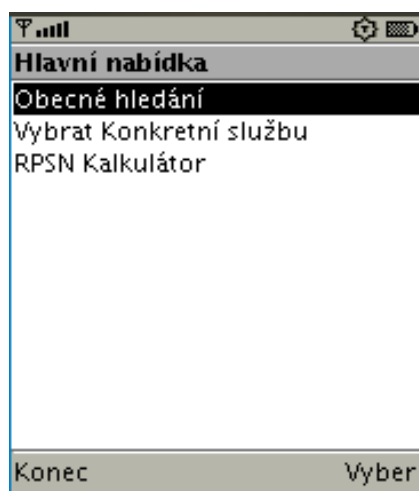 Hlavní nabídka
Obecné hledání
Vybrat Konkretní službu
RPSN Kalkulátor
Konec Vyber